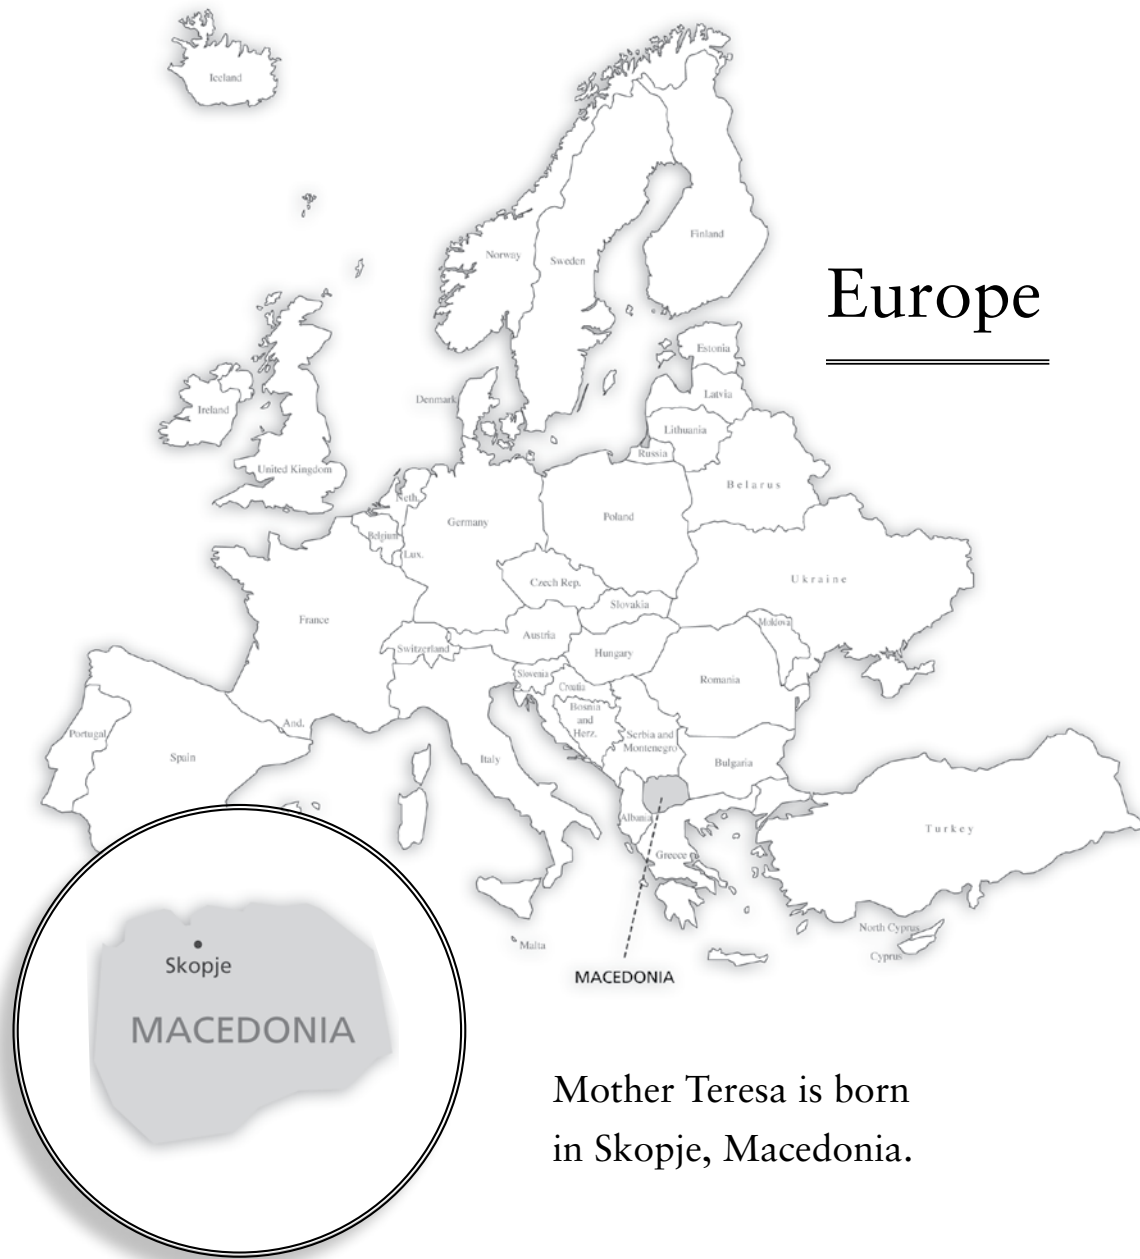 Iceland
Norway
Sweden
Finland
Europe
Estonia
Latvia
Lithuania
Russia
Denmark
Ireland
United Kingdom
Belarus
Neth.
Germany
Poland
Belgium
Lux.
Ukraine
Czech Rep.
Slovakia
France
Austria
Moldova
Switzerland
Hungary
Romania
Slovenia
Croatia
Bosnia
and
Herz.
And.
Portugal
Spain
Italy
Serbia and
Montenegro
Bulgaria
Albania
Turkey
Greece
North Cyprus
Cyprus
Malta
MACEDONIA
Skopje
MACEDONIA
Mother Teresa is born
in Skopje, Macedonia.